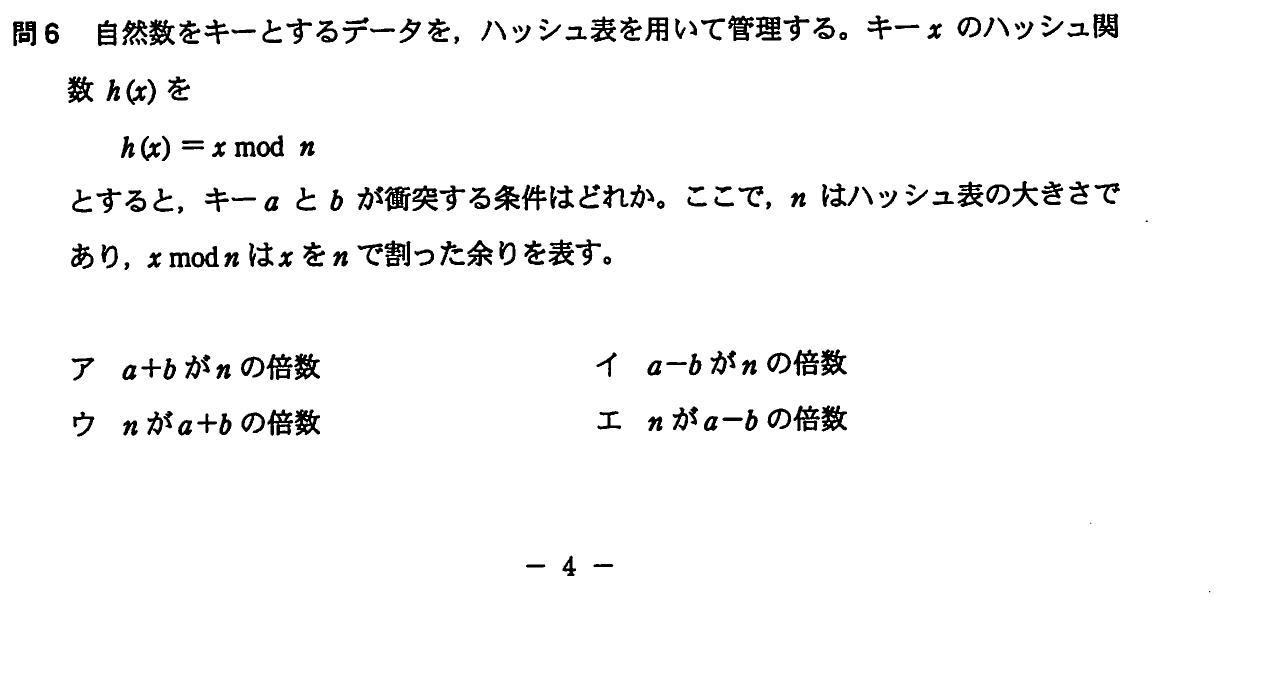 問6 自然数をキーとするデータを，ハッシュ表を用いて管理する。キー x のハッシュ関
数 h(x) を
h(x) = x mod n
とすると，キー a と b が衝突する条件はどれか。ここで，n はハッシュ表の大きさで
あり，x mod n は x を n で割った余りを表す。
ア a+b が n の倍数 イ a−b が n の倍数
ウ n が a+b の倍数 エ n が a−b の倍数
− 4 −